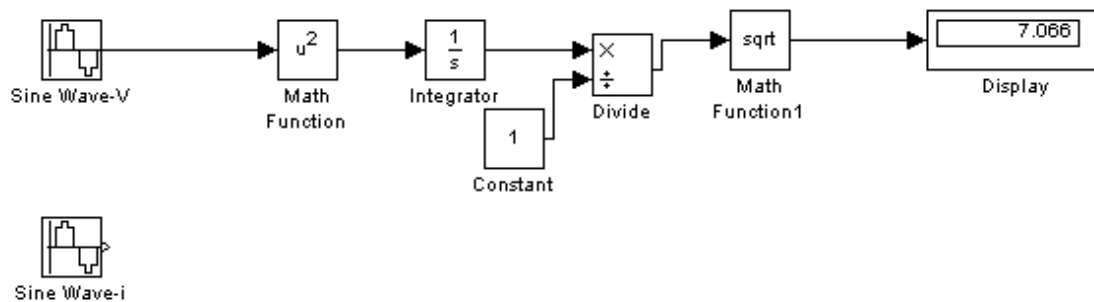 u²
1
s
×
÷
sqrt
7.066
Sine Wave-V
Math
Function
Integrator
Divide
Math
Function1
Display
1
Constant
Sine Wave-i